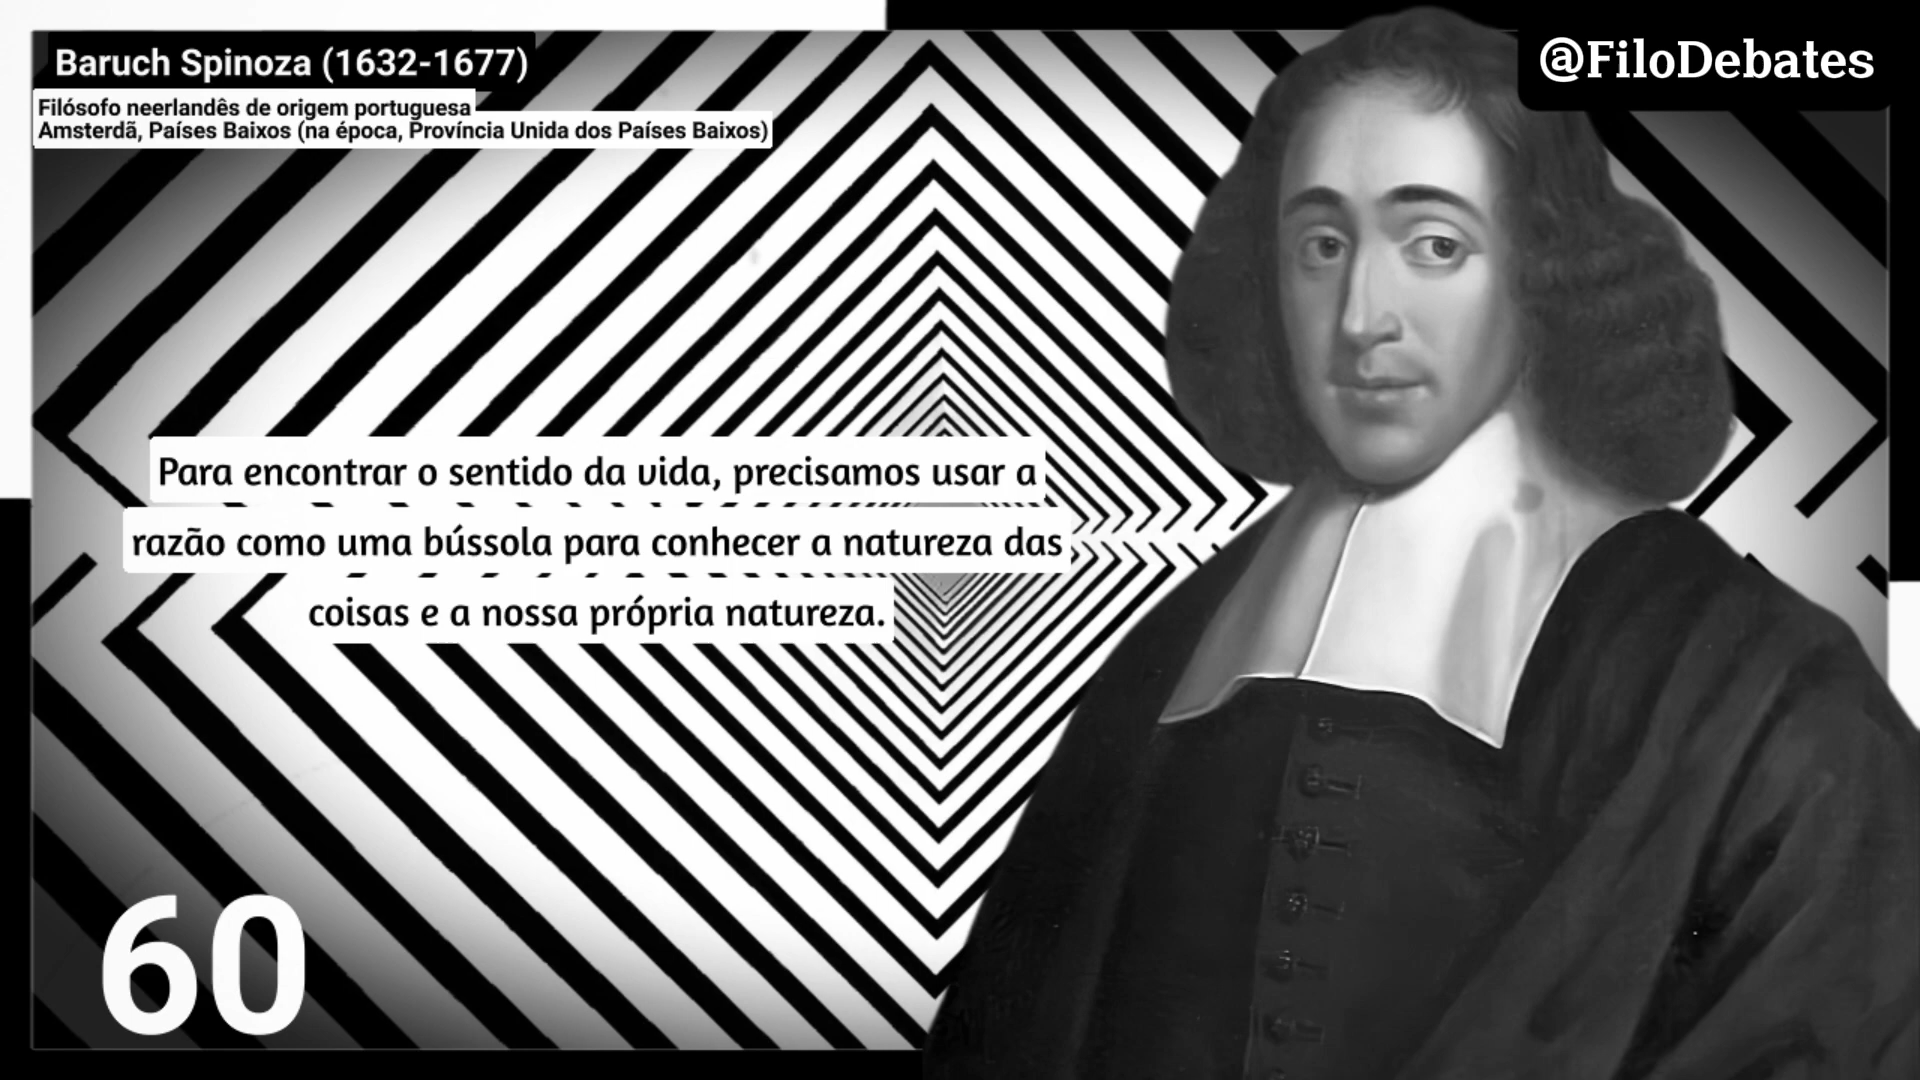 Baruch Spinoza (1632-1677)
@FiloDebates
Filósofo neerlandês de origem portuguesa
Amsterdã, Países Baixos (na época, Província Unida dos Países Baixos)
Para encontrar o sentido da vida, precisamos usar a
razão como uma bússola para conhecer a natureza das
coisas e a nossa própria natureza.
60